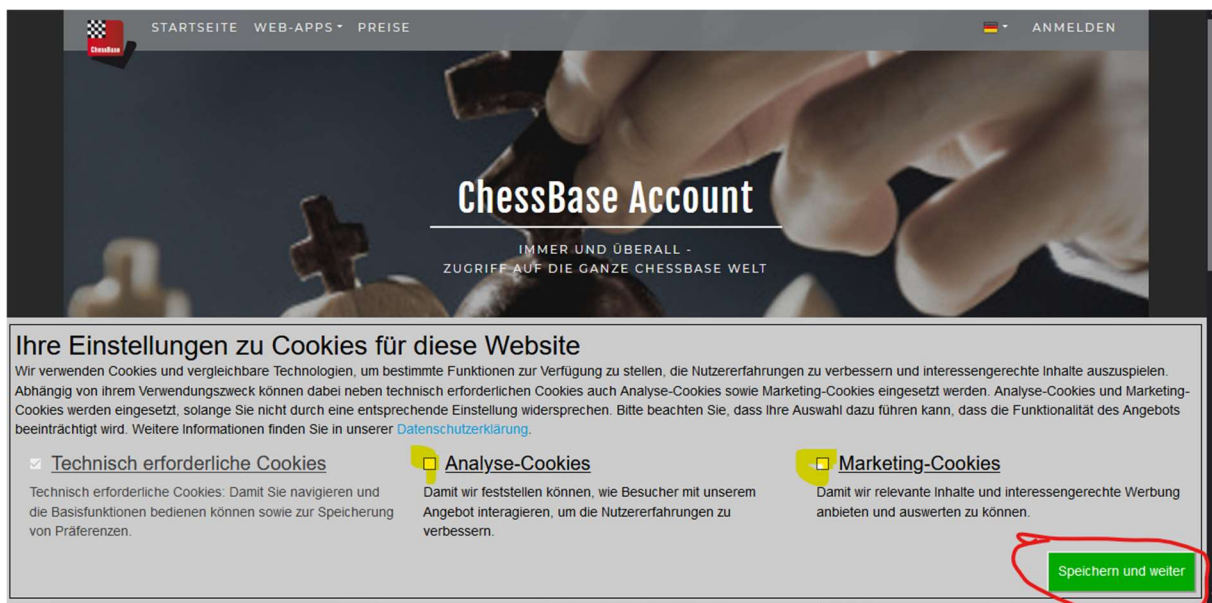 STARTSEITE WEB-APPS PREISE ANMELDEN
ChessBase
ChessBase Account
IMMER UND ÜBERALL -
ZUGRIFF AUF DIE GANZE CHESSBASE WELT
Ihre Einstellungen zu Cookies für diese Website
Wir verwenden Cookies und vergleichbare Technologien, um bestimmte Funktionen zur Verfügung zu stellen, die Nutzererfahrungen zu verbessern und interessengerechte Inhalte auszuspielen.
Abhängig von ihrem Verwendungszweck können dabei neben technisch erforderlichen Cookies auch Analyse-Cookies sowie Marketing-Cookies eingesetzt werden. Analyse-Cookies und Marketing-
Cookies werden eingesetzt, solange Sie nicht durch eine entsprechende Einstellung widersprechen. Bitte beachten Sie, dass Ihre Auswahl dazu führen kann, dass die Funktionalität des Angebots
beeinträchtigt wird. Weitere Informationen finden Sie in unserer Datenschutzerklärung.
Technisch erforderliche Cookies
Technisch erforderliche Cookies: Damit Sie navigieren und
die Basisfunktionen bedienen können sowie zur Speicherung
von Präferenzen.
Analyse-Cookies
Damit wir feststellen können, wie Besucher mit unserem
Angebot interagieren, um die Nutzererfahrungen zu
verbessern.
Marketing-Cookies
Damit wir relevante Inhalte und interessengerechte Werbung
anbieten und auswerten zu können.
Speichern und weiter